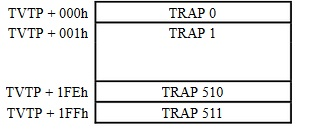 TVTP + 000h TRAP 0
TVTP + 001h TRAP 1
TVTP + 1FEh TRAP 510
TVTP + 1FFh TRAP 511